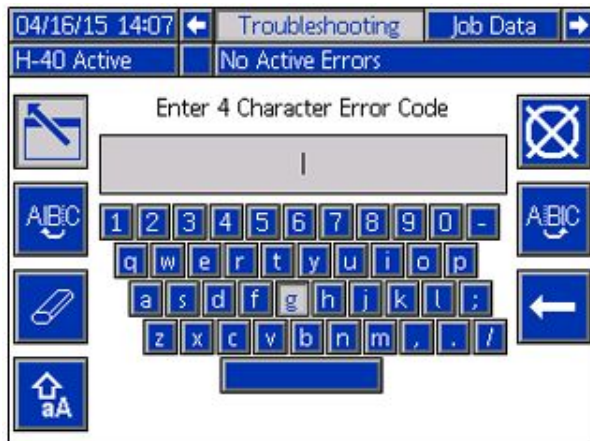 04/16/15 14:07 Troubleshooting Job Data
H-40 Active No Active Errors
Enter 4 Character Error Code
ABC
ABC
1 2 3 4 5 6 7 8 9 0 -
q w e r t y u i o p
a s d f g h j k l ;
z x c v b n m , . /
aA